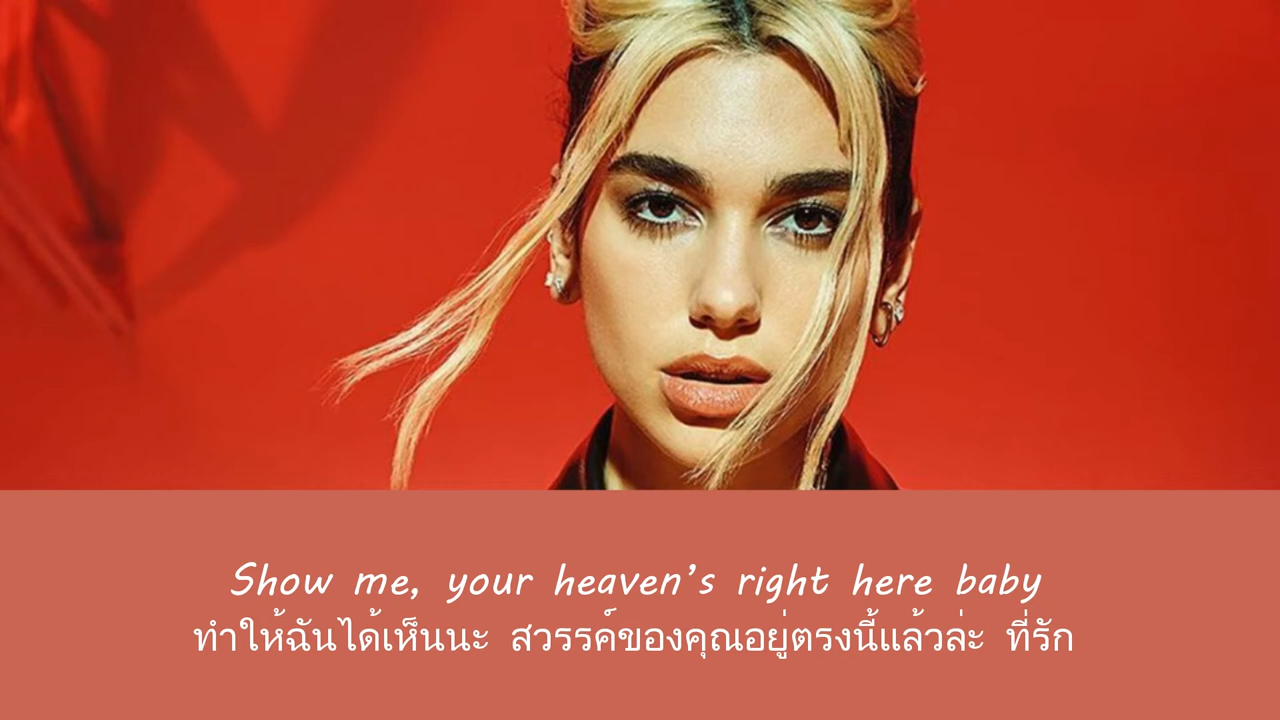 Show me, your heaven's right here baby
ทำให้ฉันได้เห็นนะ สวรรค์ของคุณอยู่ตรงนี้แล้วล่ะ ที่รัก